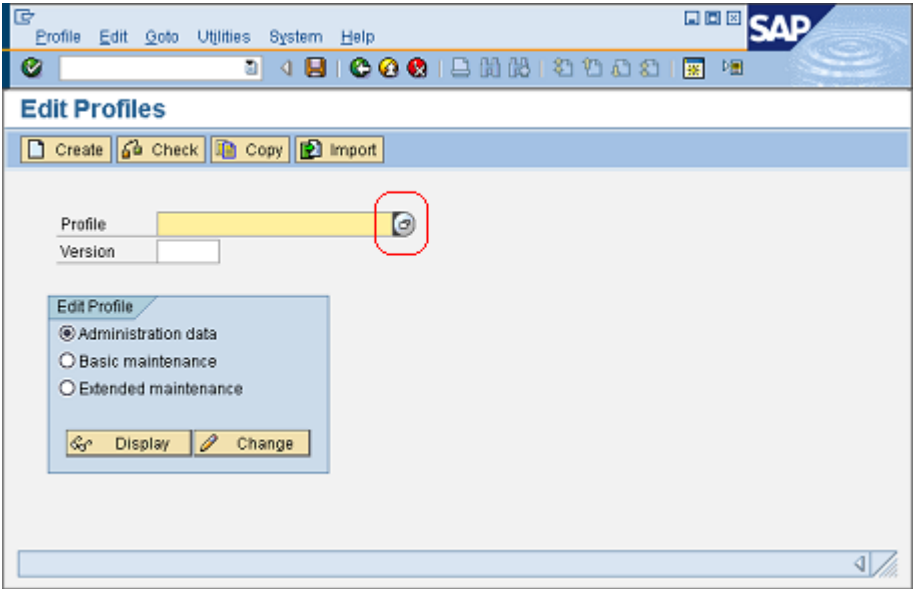 Profile Edit Goto Utilities System Help
SAP
Edit Profiles
Create Check Copy Import
Profile
Version
Edit Profile
Administration data
Basic maintenance
Extended maintenance
Display Change